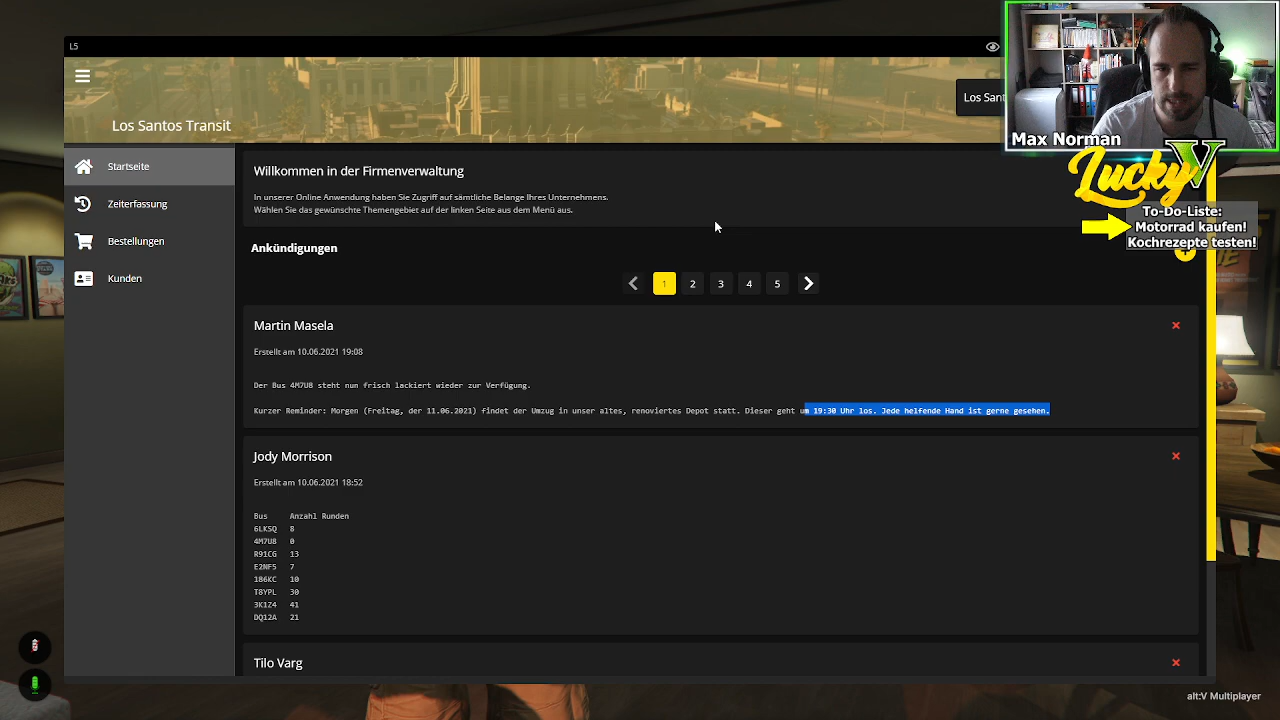 L5
Los Sant
Los Santos Transit
Startseite
Zeiterfassung
Bestellungen
Kunden
Willkommen in der Firmenverwaltung
In unserer Online Anwendung haben Sie Zugriff auf sämtliche Belange Ihres Unternehmens.
Wählen Sie das gewünschte Themengebiet auf der linken Seite aus dem Menü aus.
Ankündigungen
1 2 3 4 5
Martin Masela
Erstellt am 10.06.2021 19:08
Der Bus 4M7U8 steht nun frisch lackiert wieder zur Verfügung.
Kurzer Reminder: Morgen (Freitag, der 11.06.2021) findet der Umzug in unser altes, renoviertes Depot statt. Dieser geht um 19:30 Uhr los. Jede helfende Hand ist gerne gesehen.
Jody Morrison
Erstellt am 10.06.2021 18:52
Bus Anzahl Runden
6LKSQ 8
4M7U8 0
R91CG 13
E2NF5 7
1B6KC 10
T8YPL 30
3K1Z4 41
DQ12A 21
Tilo Varg
Max Norman
LuckyV
To-Do-Liste:
Motorrad kaufen!
Kochrezepte testen!
alt:V Multiplayer